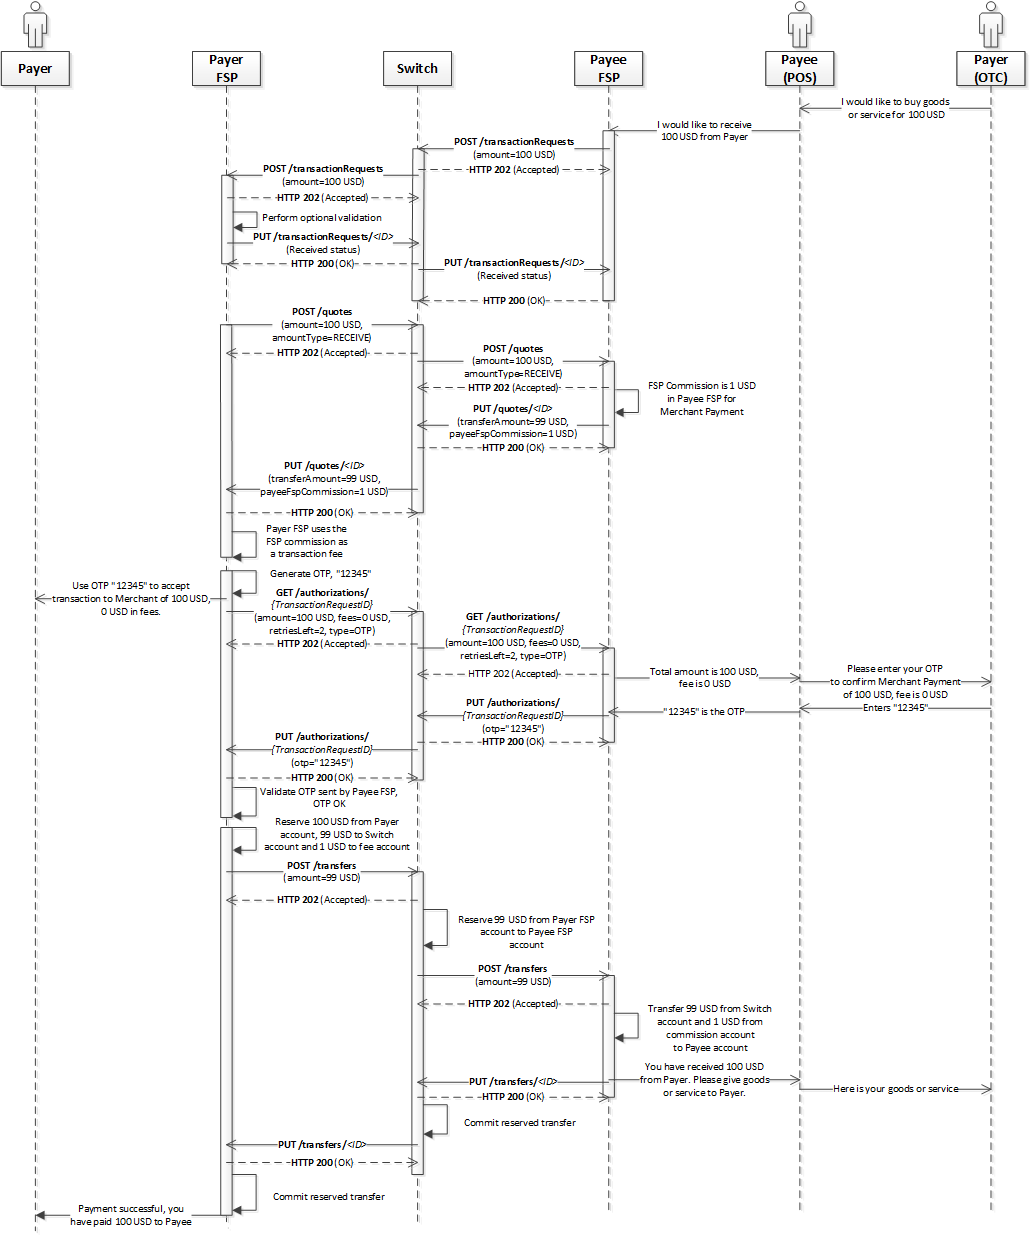 Payer
Payer
FSP
Switch
Payee
FSP
Payee
(POS)
Payer
(OTC)
I would like to buy goods
or service for 100 USD
I would like to receive
100 USD from Payer
POST /transactionRequests
(amount=100 USD)
HTTP 202 (Accepted)
POST /transactionRequests
(amount=100 USD)
HTTP 202 (Accepted)
Perform optional validation
PUT /transactionRequests/<ID>
(Received status)
HTTP 200 (OK)
PUT /transactionRequests/<ID>
(Received status)
HTTP 200 (OK)
POST /quotes
(amount=100 USD,
amountType=RECEIVE)
HTTP 202 (Accepted)
POST /quotes
(amount=100 USD,
amountType=RECEIVE)
HTTP 202 (Accepted)
FSP Commission is 1 USD
in Payee FSP for
Merchant Payment
PUT /quotes/<ID>
(transferAmount=99 USD,
payeeFspCommission=1 USD)
HTTP 200 (OK)
PUT /quotes/<ID>
(transferAmount=99 USD,
payeeFspCommission=1 USD)
HTTP 200 (OK)
Payer FSP uses the
FSP commission as
a transaction fee
Generate OTP, "12345"
Use OTP "12345" to accept
transaction to Merchant of 100 USD,
0 USD in fees.
GET /authorizations/
{TransactionRequestID}
(amount=100 USD, fees=0 USD,
retriesLeft=2, type=OTP)
HTTP 202 (Accepted)
GET /authorizations/
{TransactionRequestID}
(amount=100 USD, fees=0 USD,
retriesLeft=2, type=OTP)
HTTP 202 (Accepted)
Total amount is 100 USD,
fee is 0 USD
Please enter your OTP
to confirm Merchant Payment
of 100 USD, fee is 0 USD
Enters "12345"
"12345" is the OTP
PUT /authorizations/
{TransactionRequestID}
(otp="12345")
HTTP 200 (OK)
PUT /authorizations/
{TransactionRequestID}
(otp="12345")
HTTP 200 (OK)
Validate OTP sent by Payee FSP,
OTP OK
Reserve 100 USD from Payer
account, 99 USD to Switch
account and 1 USD to fee account
POST /transfers
(amount=99 USD)
HTTP 202 (Accepted)
Reserve 99 USD from Payer FSP
account to Payee FSP
account
POST /transfers
(amount=99 USD)
HTTP 202 (Accepted)
Transfer 99 USD from Switch
account and 1 USD from
commission account
to Payee account
You have received 100 USD
from Payer. Please give goods
or service to Payer.
PUT /transfers/<ID>
HTTP 200 (OK)
Here is your goods or service
Commit reserved transfer
PUT /transfers/<ID>
HTTP 200 (OK)
Commit reserved transfer
Payment successful, you
have paid 100 USD to Payee